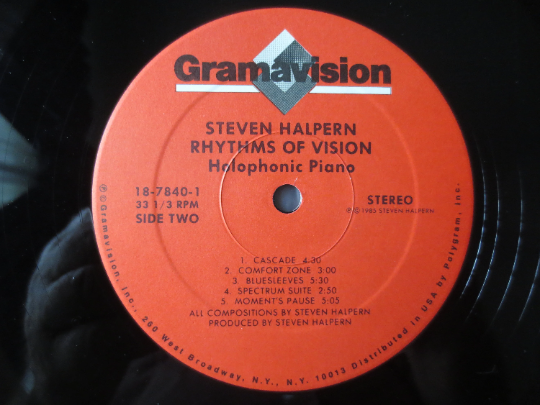 Gramavision
STEVEN HALPERN
RHYTHMS OF VISION
Holophonic Piano
18-7840-1
33 1/3 RPM
SIDE TWO
STEREO
℗ © 1985 STEVEN HALPERN
1. CASCADE 4:30
2. COMFORT ZONE 3:00
3. BLUESLEEVES 5:30
4. SPECTRUM SUITE 2:50
5. MOMENT'S PAUSE 5:05
ALL COMPOSITIONS BY STEVEN HALPERN
PRODUCED BY STEVEN HALPERN
℗ © Gramavision, Inc., 260 West Broadway, N.Y., N.Y. 10013 Distributed in USA by Polygram, Inc.